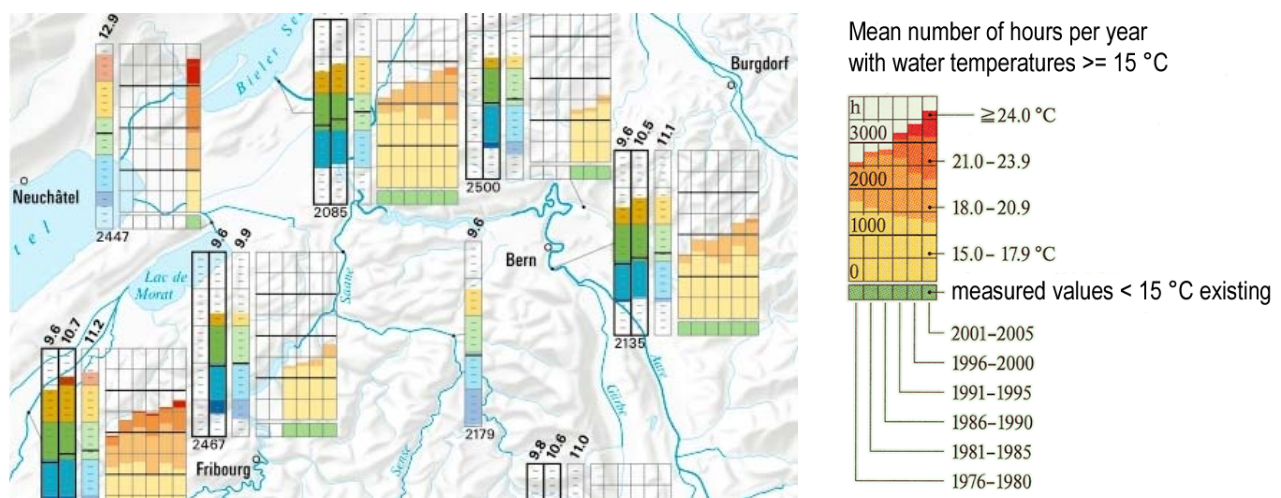 12.9
Bieler See
Burgdorf
Neuchâtel
2447
2085
2500
9.6
10.5
11.1
tel
Lac de
Morat
9.6
9.9
Saane
9.6
Bern
2135
Aare
Gürbe
9.6
10.7
11.2
2467
Fribourg
Sense
2179
9.8
10.6
11.0
Mean number of hours per year
with water temperatures >= 15 °C
h
3000
2000
1000
0
≧24.0 °C
21.0–23.9
18.0–20.9
15.0– 17.9 °C
measured values < 15 °C existing
2001–2005
1996–2000
1991–1995
1986–1990
1981–1985
1976–1980